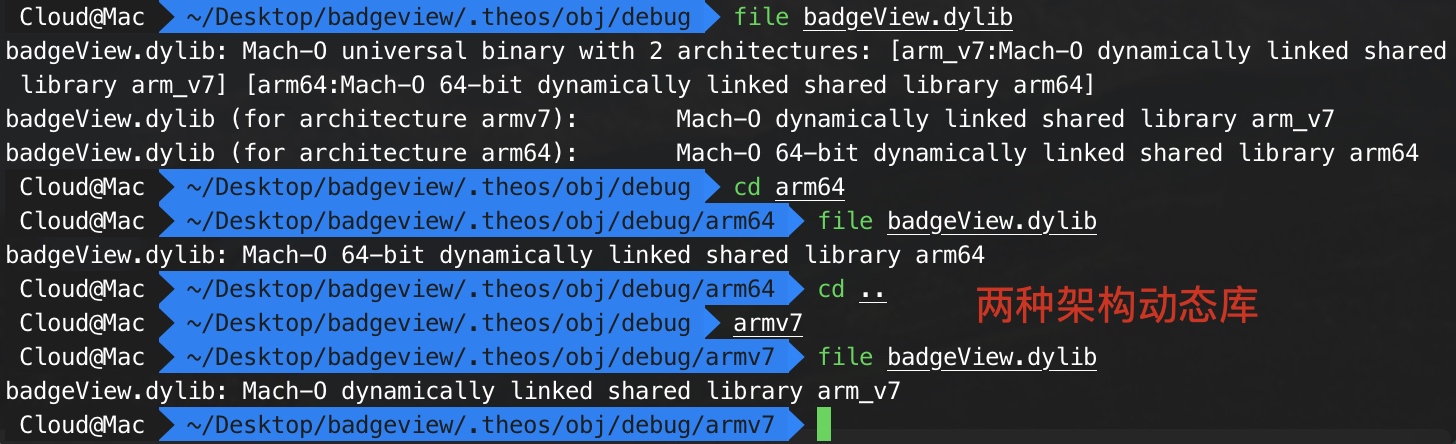 Cloud@Mac ~/Desktop/badgeview/.theos/obj/debug file badgeView.dylib
badgeView.dylib: Mach-O universal binary with 2 architectures: [arm_v7:Mach-O dynamically linked shared
library arm_v7] [arm64:Mach-O 64-bit dynamically linked shared library arm64]
badgeView.dylib (for architecture armv7): Mach-O dynamically linked shared library arm_v7
badgeView.dylib (for architecture arm64): Mach-O 64-bit dynamically linked shared library arm64
Cloud@Mac ~/Desktop/badgeview/.theos/obj/debug cd arm64
Cloud@Mac ~/Desktop/badgeview/.theos/obj/debug/arm64 file badgeView.dylib
badgeView.dylib: Mach-O 64-bit dynamically linked shared library arm64
Cloud@Mac ~/Desktop/badgeview/.theos/obj/debug/arm64 cd ..
两种架构动态库
Cloud@Mac ~/Desktop/badgeview/.theos/obj/debug armv7
Cloud@Mac ~/Desktop/badgeview/.theos/obj/debug/armv7 file badgeView.dylib
badgeView.dylib: Mach-O dynamically linked shared library arm_v7
Cloud@Mac ~/Desktop/badgeview/.theos/obj/debug/armv7